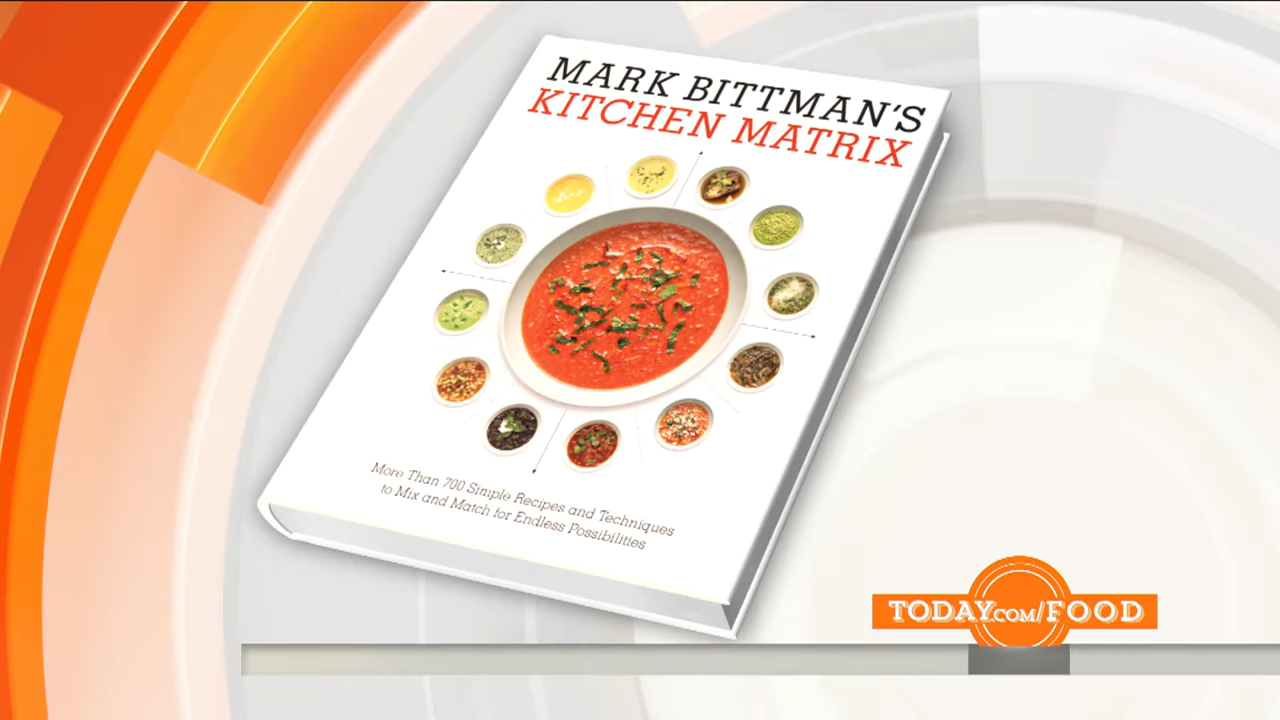 MARK BITTMAN'S
KITCHEN MATRIX
More Than 700 Simple Recipes and Techniques
to Mix and Match for Endless Possibilities
TODAY.COM/FOOD